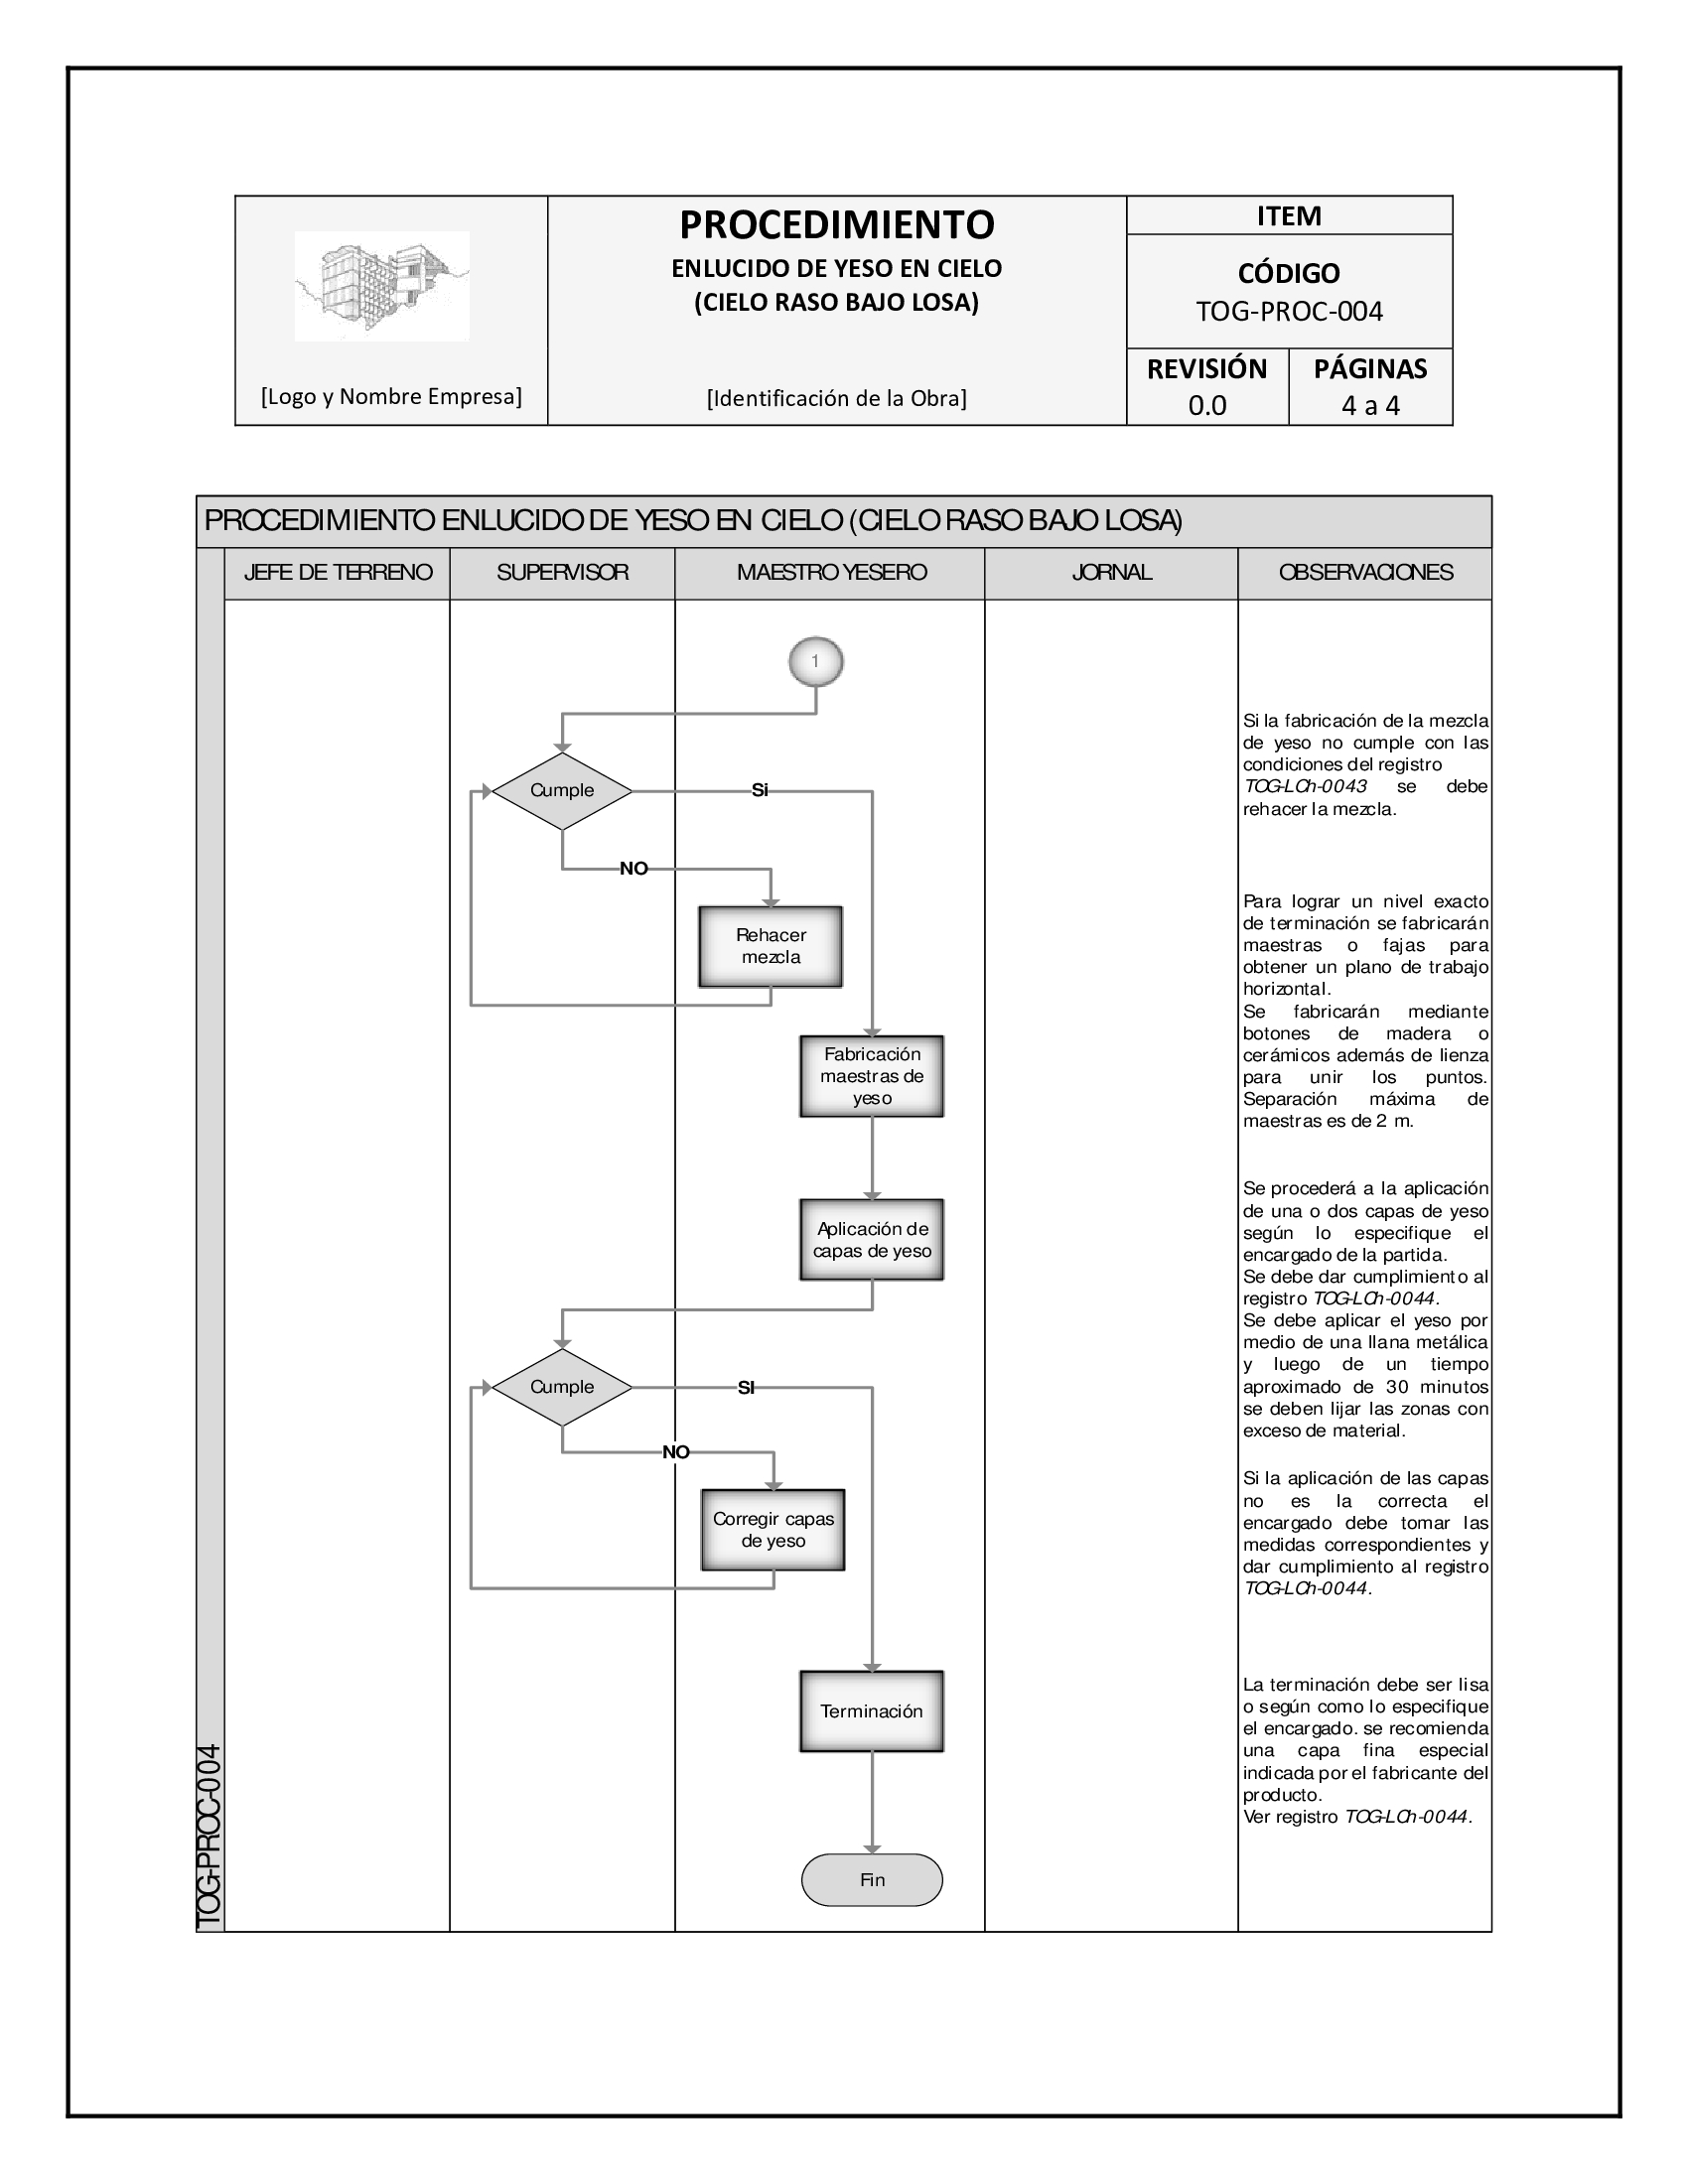 PROCEDIMIENTO
ENLUCIDO DE YESO EN CIELO
(CIELO RASO BAJO LOSA)
[Logo y Nombre Empresa]
[Identificación de la Obra]
ITEM
CÓDIGO
TOG-PROC-004
REVISIÓN
0.0
PÁGINAS
4 a 4
PROCEDIMIENTO ENLUCIDO DE YESO EN CIELO (CIELO RASO BAJO LOSA)
TOG-PROC-004
JEFE DE TERRENO
SUPERVISOR
MAESTRO YESERO
JORNAL
OBSERVACIONES
1
Cumple
Si
NO
Rehacer
mezcla
Fabricación
maestras de
yeso
Aplicación de
capas de yeso
Cumple
SI
NO
Corregir capas
de yeso
Terminación
Fin
Si la fabricación de la mezcla
de yeso no cumple con las
condiciones del registro
TOG-LCh-0043 se debe
rehacer la mezcla.
Para lograr un nivel exacto
de terminación se fabricarán
maestras o fajas para
obtener un plano de trabajo
horizontal.
Se fabricarán mediante
botones de madera o
cerámicos además de lienza
para unir los puntos.
Separación máxima de
maestras es de 2 m.
Se procederá a la aplicación
de una o dos capas de yeso
según lo especifique el
encargado de la partida.
Se debe dar cumplimiento al
registro TOG-LCh-0044.
Se debe aplicar el yeso por
medio de una llana metálica
y luego de un tiempo
aproximado de 30 minutos
se deben lijar las zonas con
exceso de material.
Si la aplicación de las capas
no es la correcta el
encargado debe tomar las
medidas correspondientes y
dar cumplimiento al registro
TOG-LCh-0044.
La terminación debe ser lisa
o según como lo especifique
el encargado. se recomienda
una capa fina especial
indicada por el fabricante del
producto.
Ver registro TOG-LCh-0044.